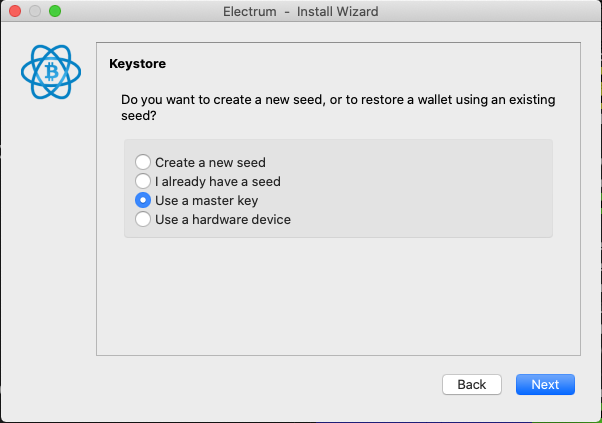 Electrum - Install Wizard
Keystore
Do you want to create a new seed, or to restore a wallet using an existing
seed?
Create a new seed
I already have a seed
Use a master key
Use a hardware device
Back
Next